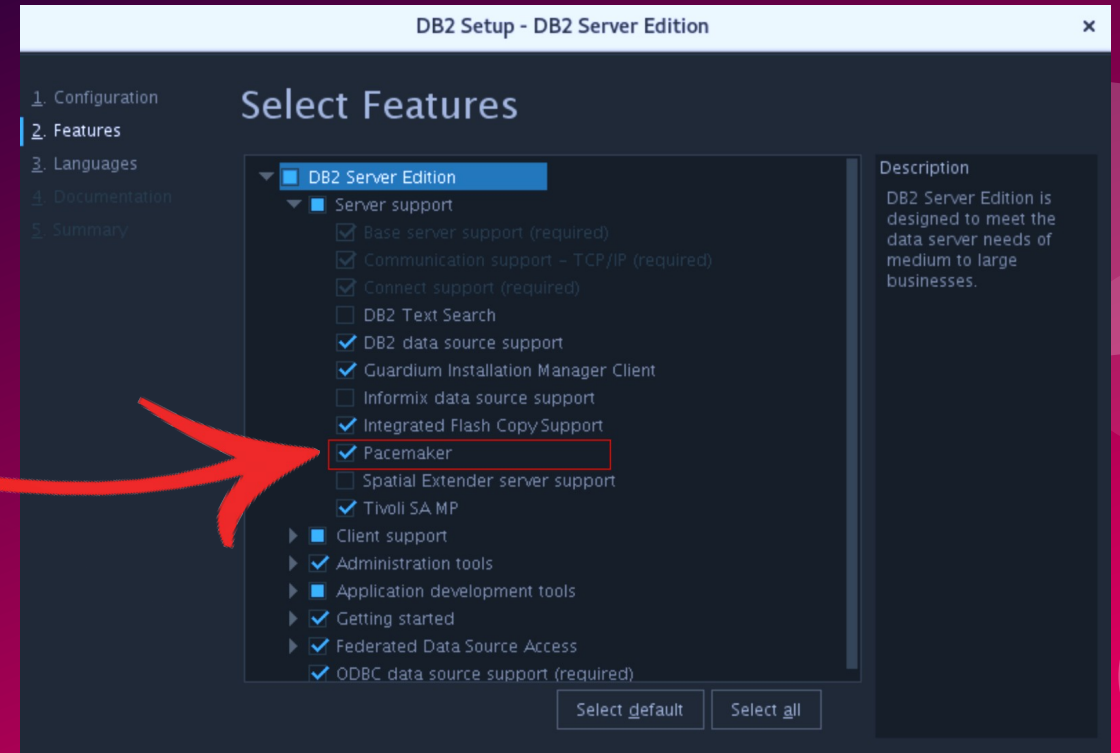 DB2 Setup - DB2 Server Edition
1. Configuration
2. Features
3. Languages
4. Documentation
5. Summary
Select Features
DB2 Server Edition
Server support
Base server support (required)
Communication support - TCP/IP (required)
Connect support (required)
DB2 Text Search
DB2 data source support
Guardium Installation Manager Client
Informix data source support
Integrated Flash Copy Support
Pacemaker
Spatial Extender server support
Tivoli SA MP
Client support
Administration tools
Application development tools
Getting started
Federated Data Source Access
ODBC data source support (required)
Select default
Select all
Description
DB2 Server Edition is
designed to meet the
data server needs of
medium to large
businesses.